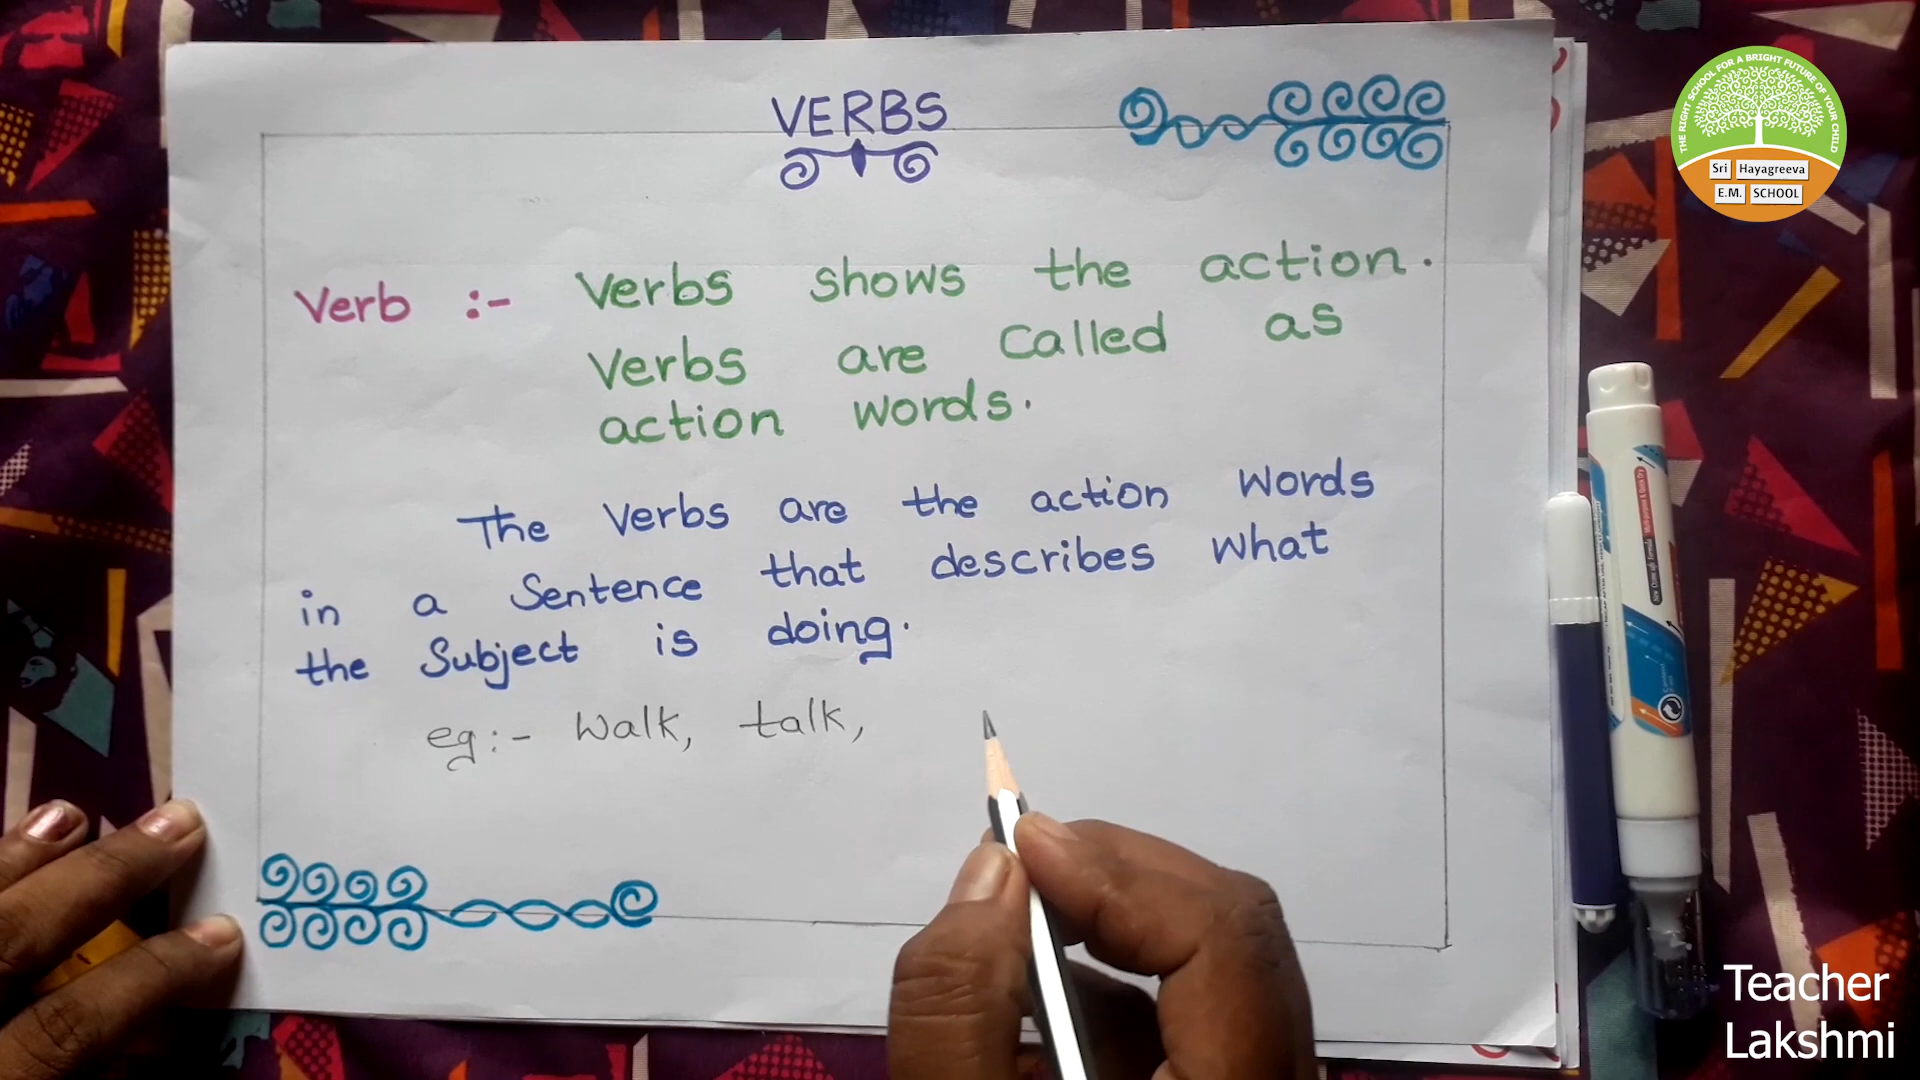 VERBS
Verb :- Verbs shows the action.
Verbs are called as
action words.
The Verbs are the action words
in a Sentence that describes what
the Subject is doing.
eg:- Walk, talk,
THE RIGHT SCHOOL FOR A BRIGHT FUTURE OF YOUR CHILD
Sri Hayagreeva
E.M. SCHOOL
Teacher
Lakshmi